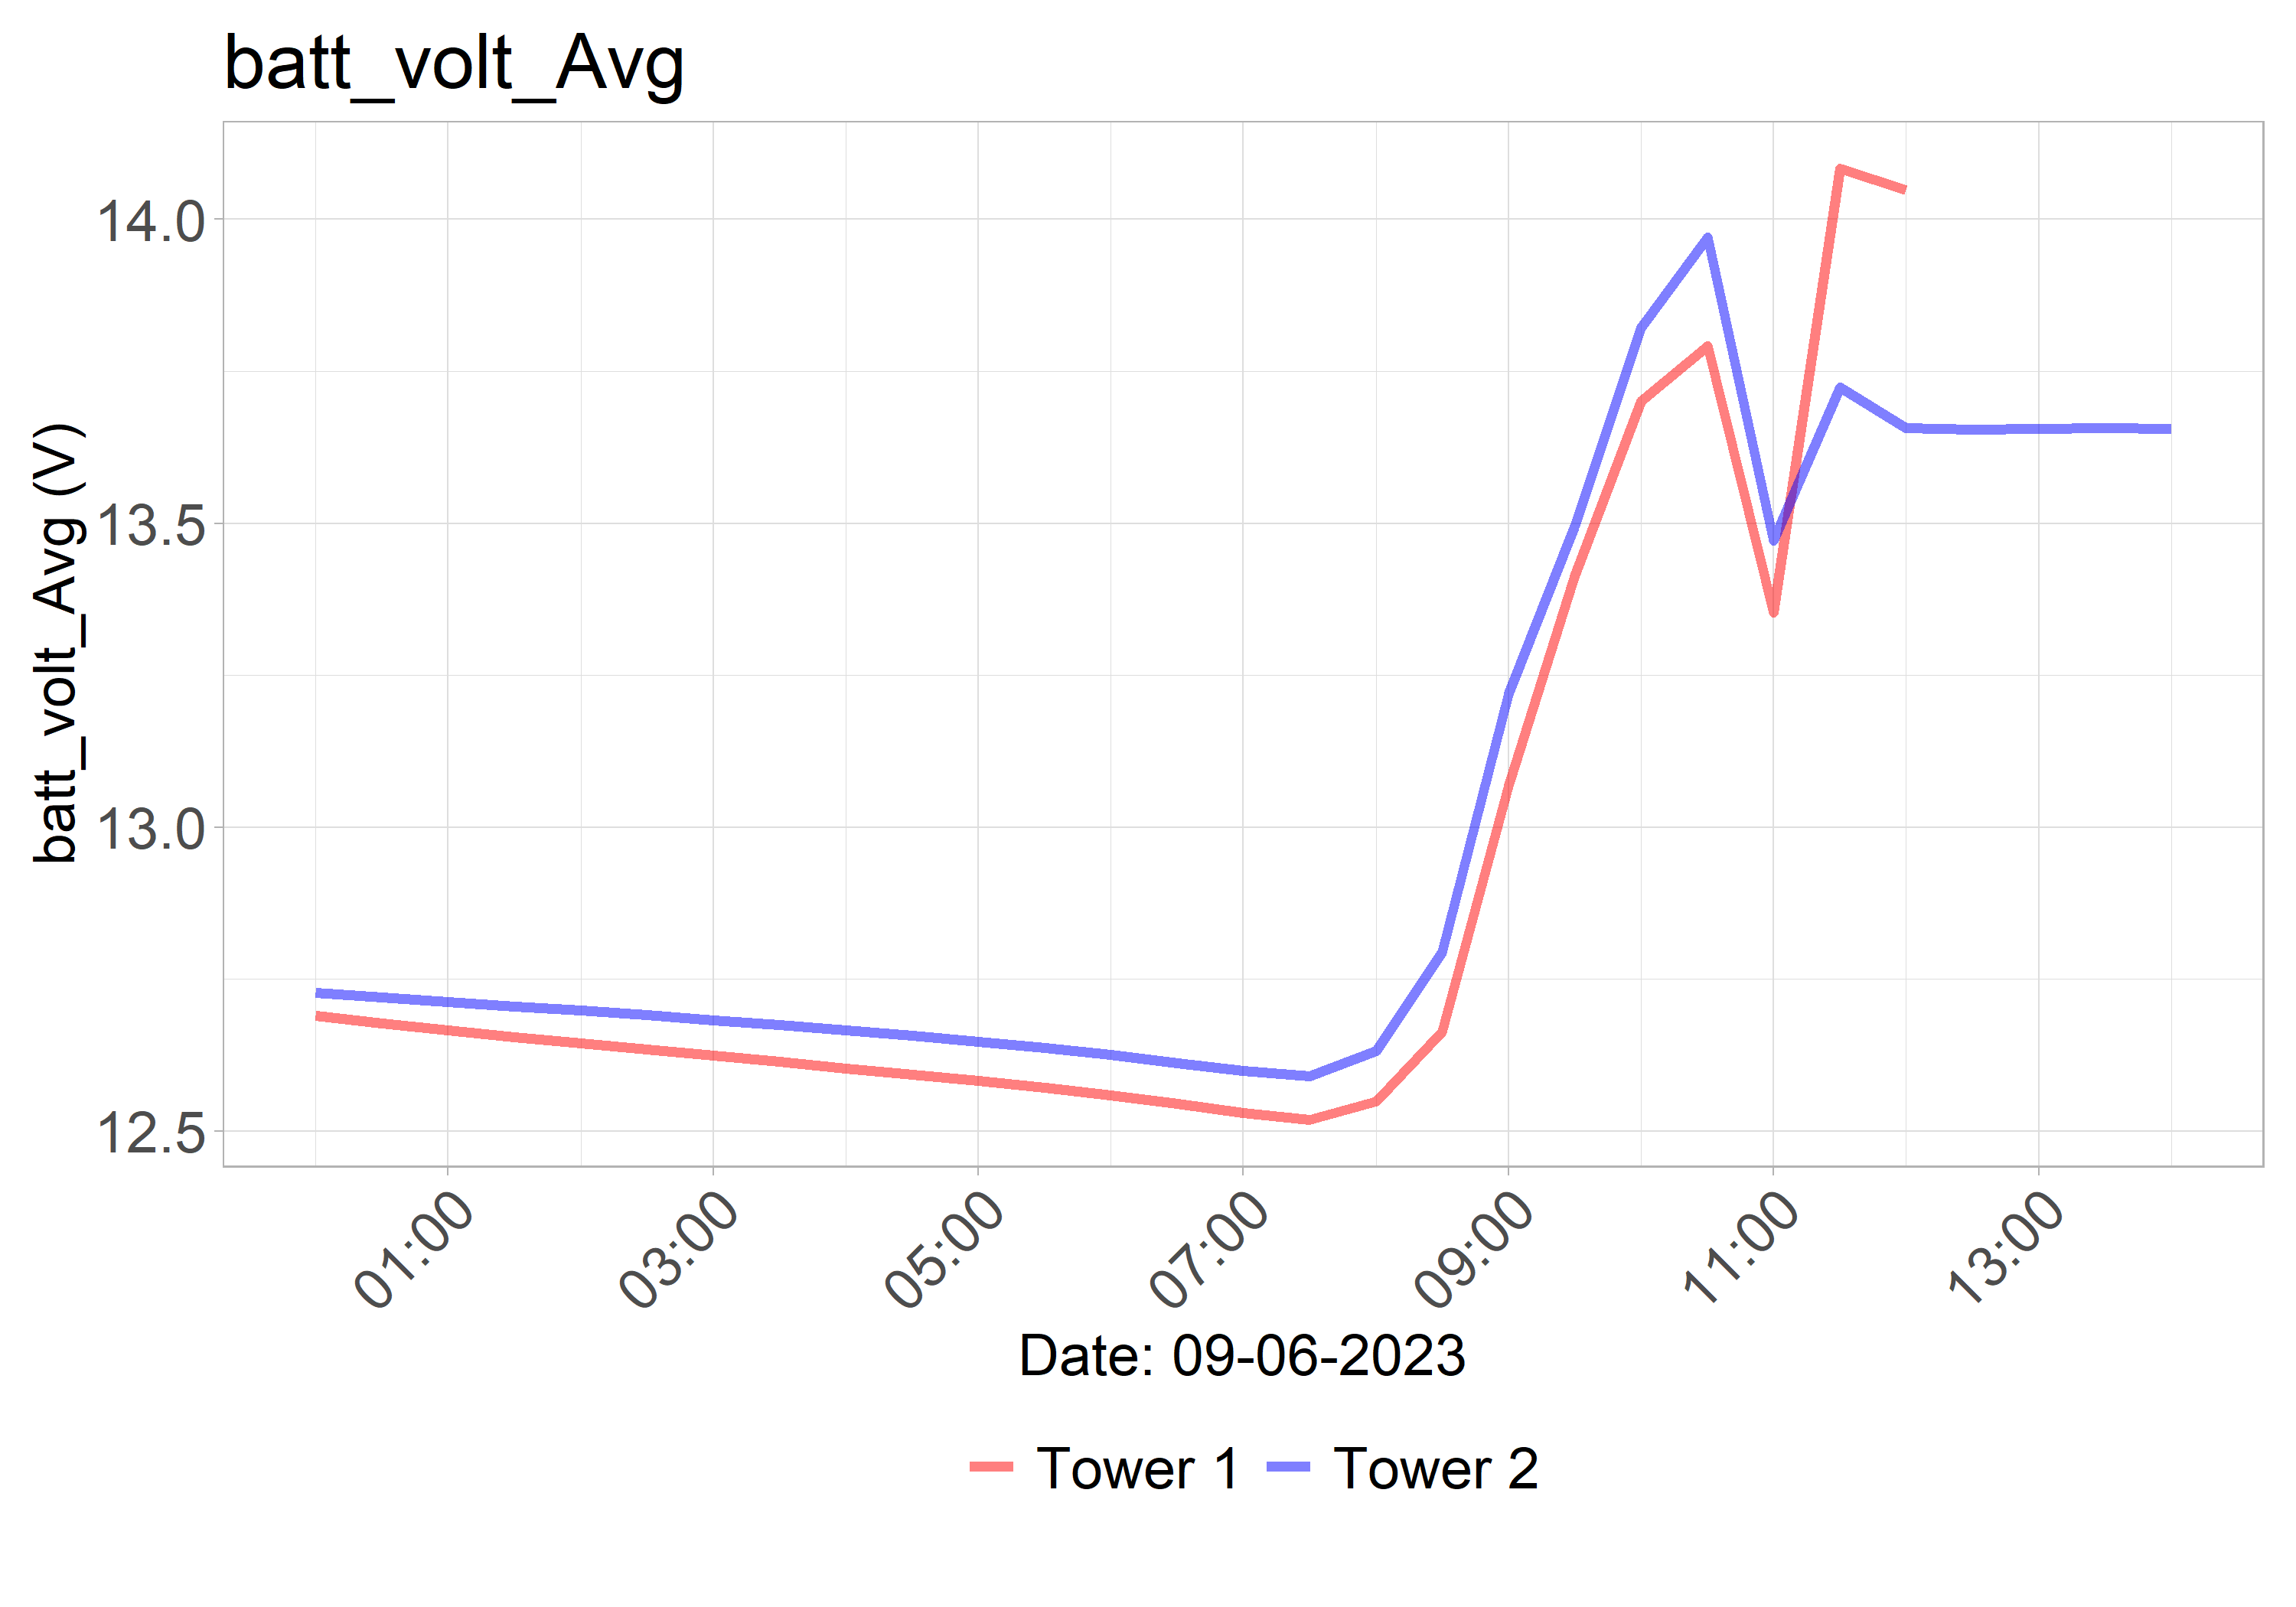 batt_volt_Avg
batt_volt_Avg (V)
14.0
13.5
13.0
12.5
01:00
03:00
05:00
07:00
09:00
11:00
13:00
Date: 09-06-2023
Tower 1
Tower 2